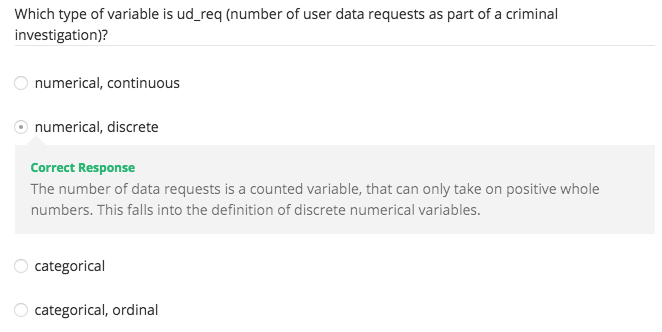 Which type of variable is ud_req (number of user data requests as part of a criminal
investigation)?
numerical, continuous
numerical, discrete
Correct Response
The number of data requests is a counted variable, that can only take on positive whole
numbers. This falls into the definition of discrete numerical variables.
categorical
categorical, ordinal